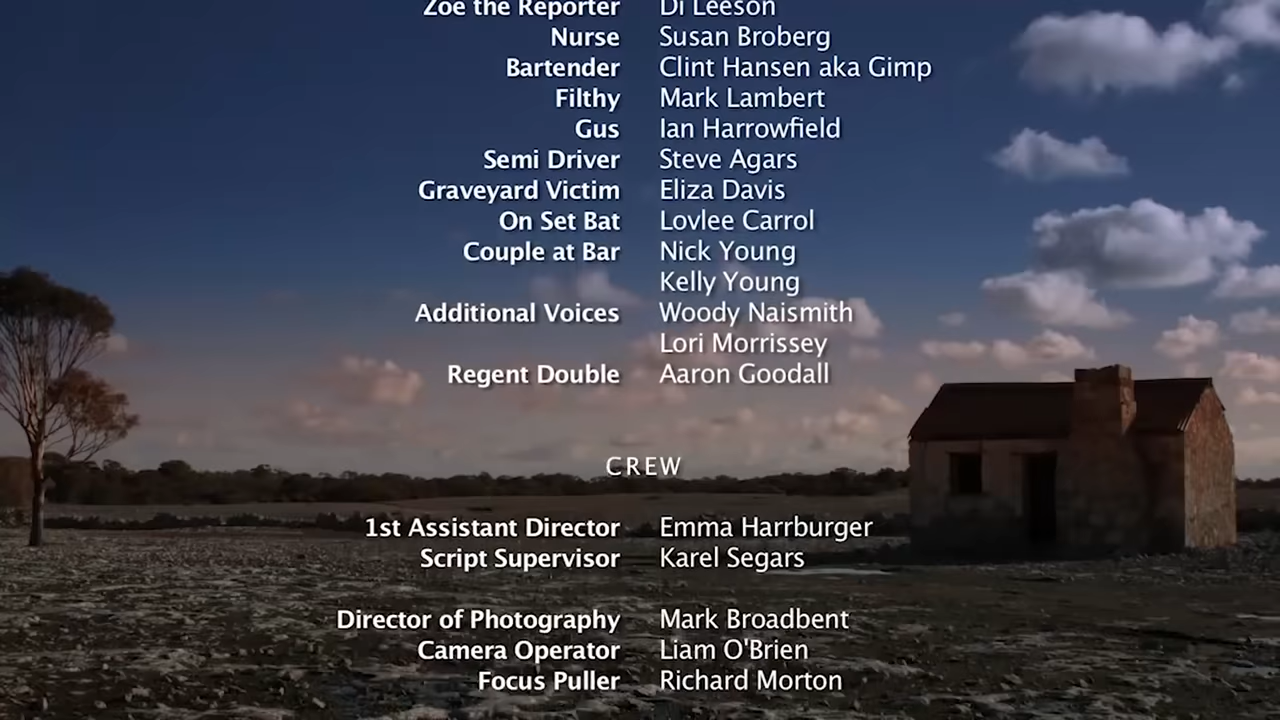 Zoe the Reporter Di Leeson
Nurse Susan Broberg
Bartender Clint Hansen aka Gimp
Filthy Mark Lambert
Gus Ian Harrowfield
Semi Driver Steve Agars
Graveyard Victim Eliza Davis
On Set Bat Lovlee Carrol
Couple at Bar Nick Young
Kelly Young
Additional Voices Woody Naismith
Lori Morrissey
Regent Double Aaron Goodall
CREW
1st Assistant Director Emma Harrburger
Script Supervisor Karel Segars
Director of Photography Mark Broadbent
Camera Operator Liam O'Brien
Focus Puller Richard Morton